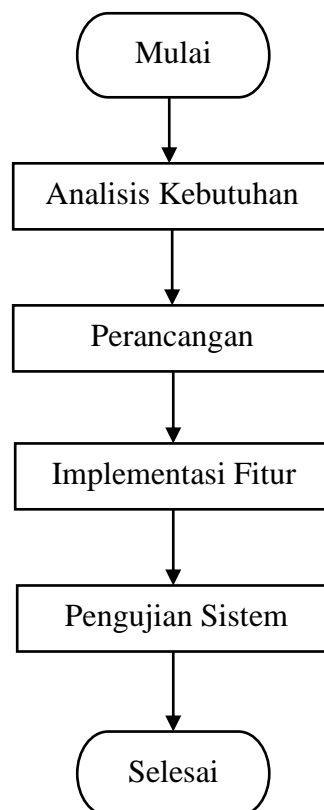 Mulai
Analisis Kebutuhan
Perancangan
Implementasi Fitur
Pengujian Sistem
Selesai